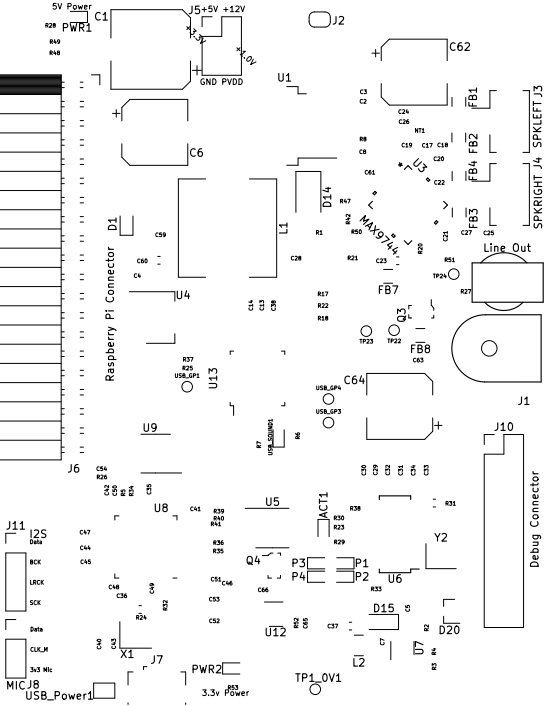 5V Power
R28
PWR1
R49
R48
C1
J5
+5V +12V
+3.3V
+1.0V
GND PVDD
J2
C62
U1
C3
C2
C24
C26
NT1
R8
C8
C19
C17
C18
C20
C61
C22
FB1
FB2
FB4
FB3
J3
SPKLEFT
J4
SPKRIGHT
C6
D1
C59
C60
C4
L1
D14
R47
R42
R1
R50
C28
R21
C23
U3
MAX9744
R20
C21
C27
C25
Line Out
R51
TP24
R27
FB7
Raspberry Pi Connector
U4
C14
C13
C38
R17
R22
R18
Q3
TP23
TP22
FB8
C63
R37
R25
USB_GP1
U13
C64
USB_GP4
USB_GP3
J1
U9
R7
USB_SOUND1
R6
J10
J6
C54
R26
C42
C50
R5
R34
C35
C30
C29
C32
C31
C34
C33
Debug Connector
J11
I2S
Data
BCK
LRCK
SCK
C47
C44
C45
U8
C41
R39
R40
R41
R36
R35
U5
ACT1
R38
R30
R23
R29
R31
Y2
Q4
P3
P1
P4
P2
U6
C48
C36
C49
C51
C46
C66
R33
R32
R24
C53
C52
U12
R52
C65
C37
D15
C5
R2
D20
Data
CLK_M
3v3 Mic
MIC
J8
C40
C43
X1
J7
L2
C7
U7
R4
R3
PWR2
R53
3.3v Power
USB_Power1
TP1_0V1